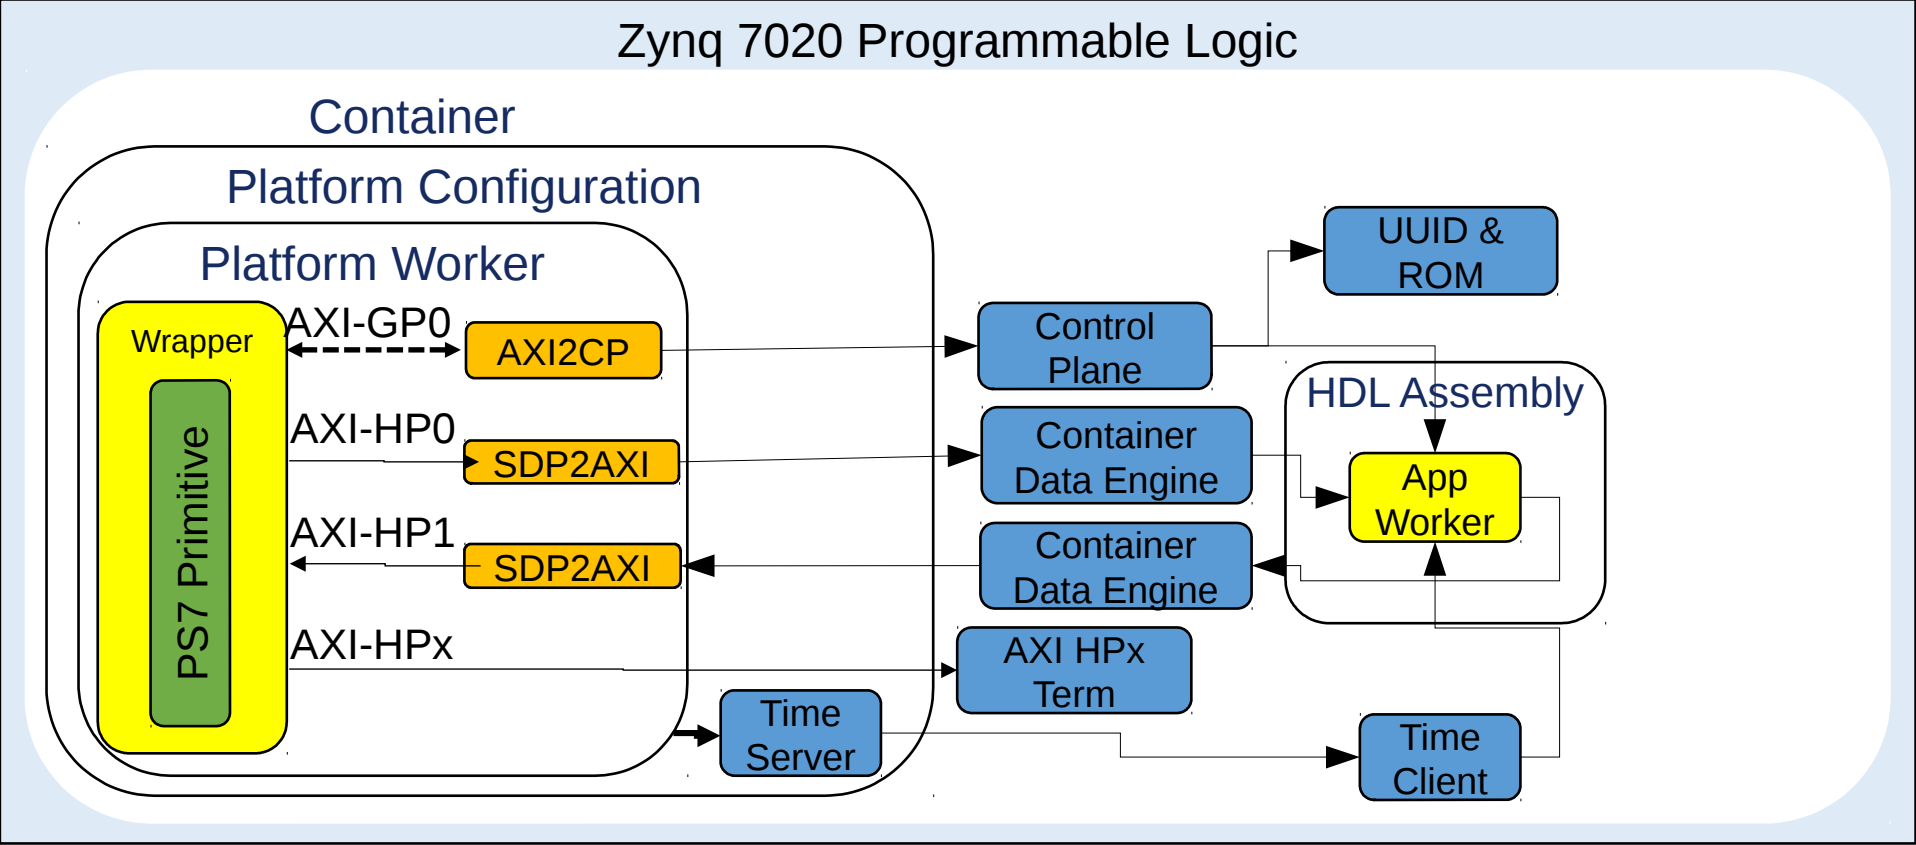 Zynq 7020 Programmable Logic
Container
Platform Configuration
Platform Worker
Wrapper
PS7 Primitive
AXI-GP0
AXI2CP
AXI-HP0
SDP2AXI
AXI-HP1
SDP2AXI
AXI-HPx
Time
Server
Control
Plane
Container
Data Engine
Container
Data Engine
AXI HPx
Term
UUID &
ROM
HDL Assembly
App
Worker
Time
Client